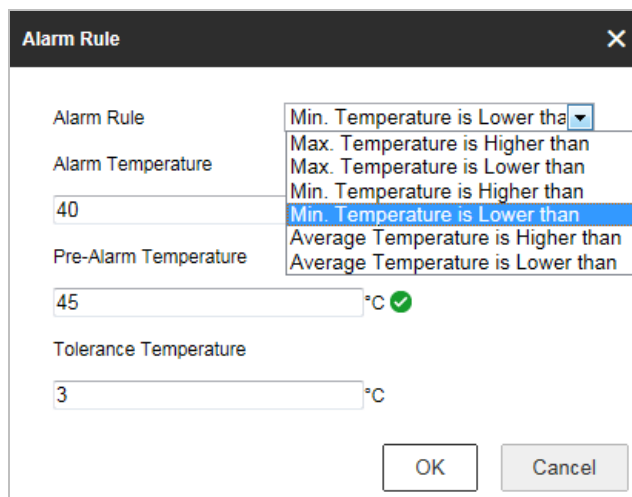 Alarm Rule
Alarm Rule
Min. Temperature is Lower tha
Max. Temperature is Higher than
Max. Temperature is Lower than
Alarm Temperature
Min. Temperature is Higher than
40
Min. Temperature is Lower than
Average Temperature is Higher than
Pre-Alarm Temperature
Average Temperature is Lower than
45
°C
Tolerance Temperature
3
°C
OK
Cancel